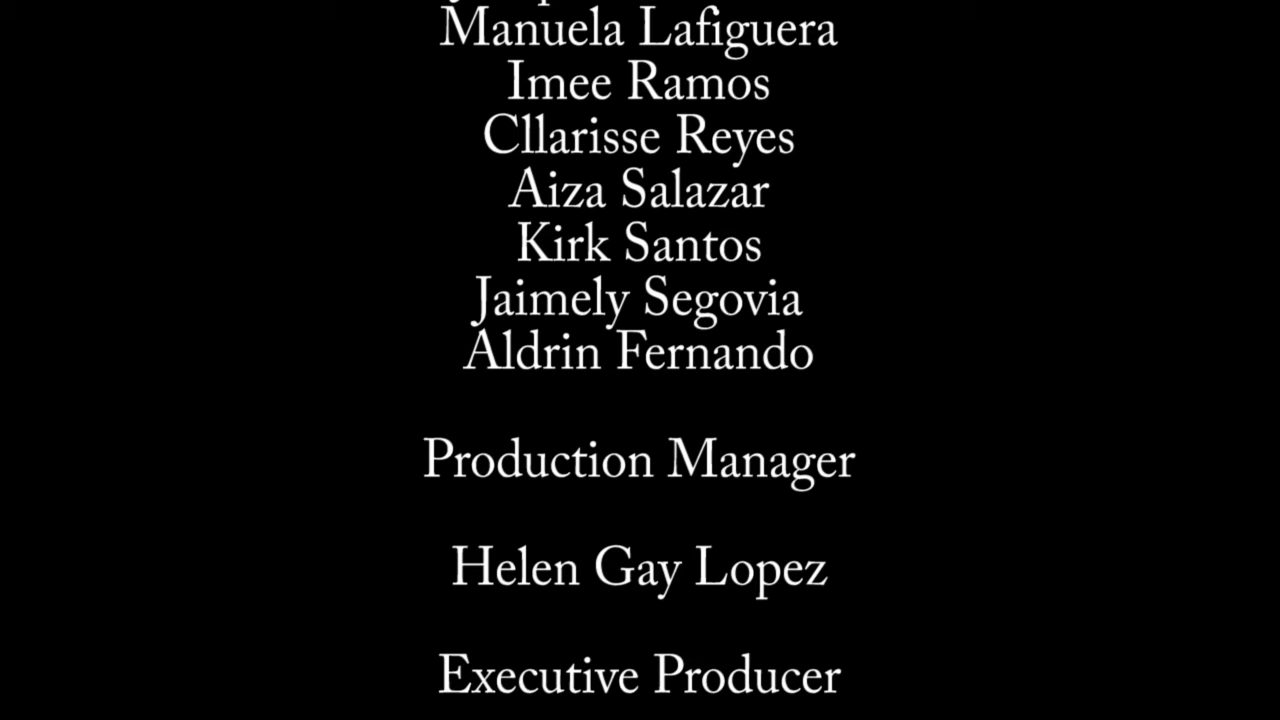 Manuela Lafiguera
Imee Ramos
Cllarisse Reyes
Aiza Salazar
Kirk Santos
Jaimely Segovia
Aldrin Fernando
Production Manager
Helen Gay Lopez
Executive Producer